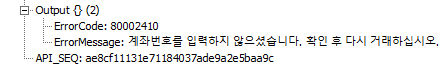 Output {} (2)
ErrorCode: 80002410
ErrorMessage: 계좌번호를 입력하지 않으셨습니다. 확인 후 다시 거래하십시오.
API_SEQ: ae8cf11131e71184037ade9a2e5baa9c